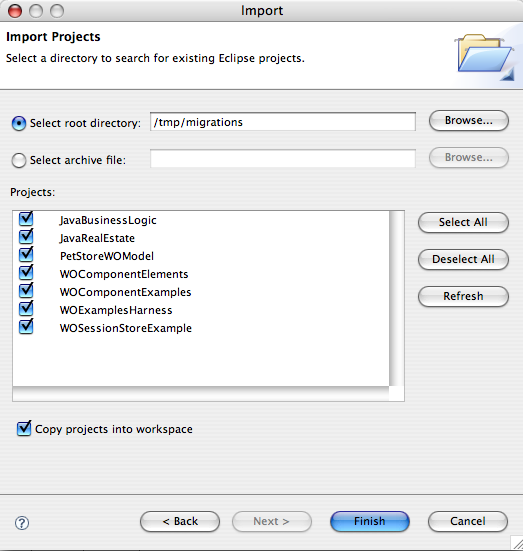 Import
Import Projects
Select a directory to search for existing Eclipse projects.
Select root directory: /tmp/migrations Browse...
Select archive file: Browse...
Projects:
JavaBusinessLogic
JavaRealEstate
PetStoreWOModel
WOComponentElements
WOComponentExamples
WOExamplesHarness
WOSessionStoreExample
Select All
Deselect All
Refresh
Copy projects into workspace
? < Back Next > Finish Cancel